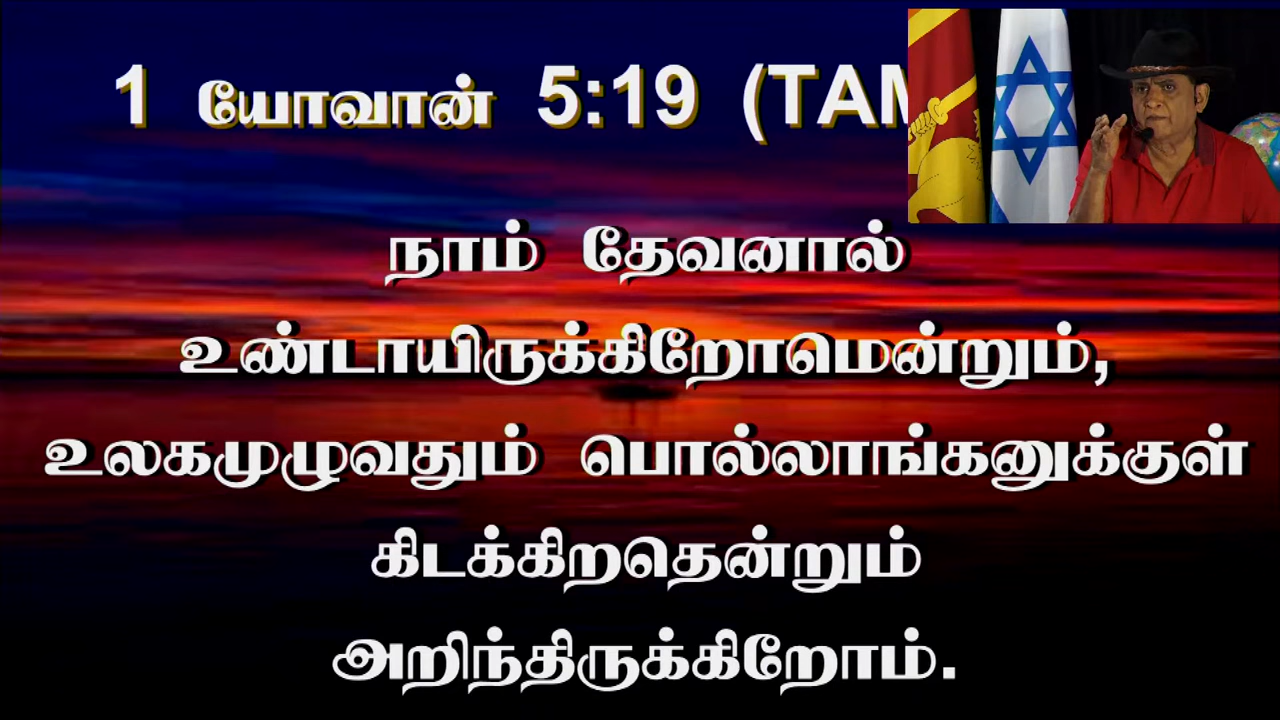 1 யோவான் 5:19 (TAM
நாம் தேவனால்
உண்டாயிருக்கிறோமென்றும்,
உலகமுழுவதும் பொல்லாங்கனுக்குள்
கிடக்கிறதென்றும்
அறிந்திருக்கிறோம்.